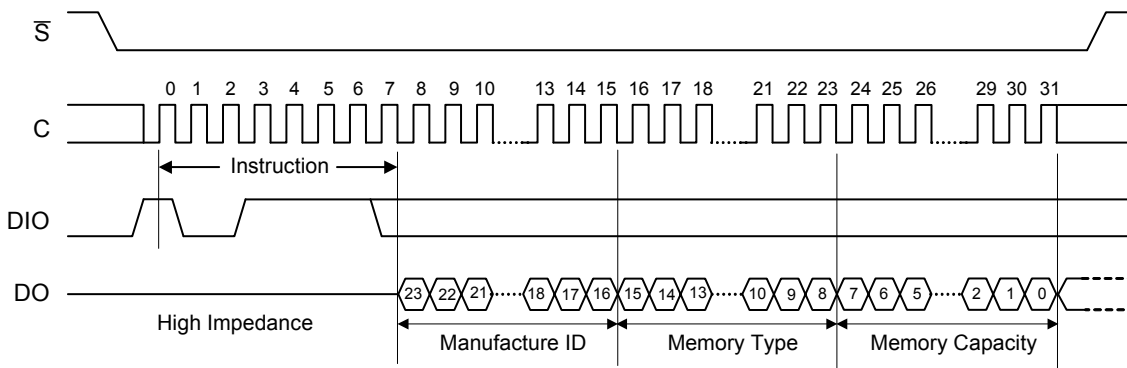 S
0 1 2 3 4 5 6 7 8 9 10 13 14 15 16 17 18 21 22 23 24 25 26 29 30 31
C
Instruction
DIO
DO
23 22 21 18 17 16 15 14 13 10 9 8 7 6 5 2 1 0
High Impedance
Manufacture ID
Memory Type
Memory Capacity